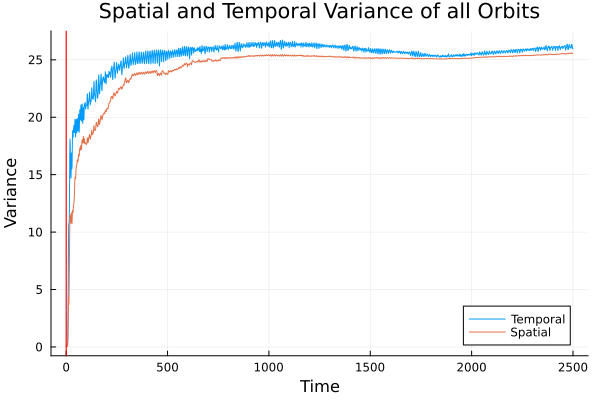 Spatial and Temporal Variance of all Orbits
25
20
15
10
5
0
Variance
0 500 1000 1500 2000 2500
Time
Temporal
Spatial